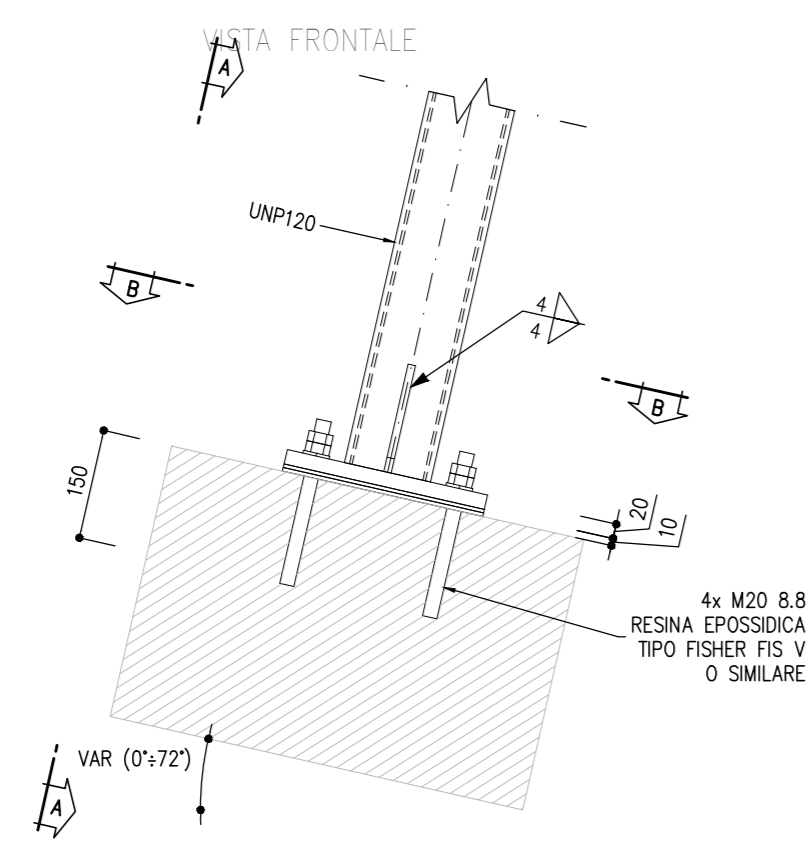 VISTA FRONTALE
A
UNP120
B
4
4
B
150
20
10
4x M20 8.8
RESINA EPOSSIDICA
TIPO FISHER FIS V
O SIMILARE
VAR (0°÷72°)
A